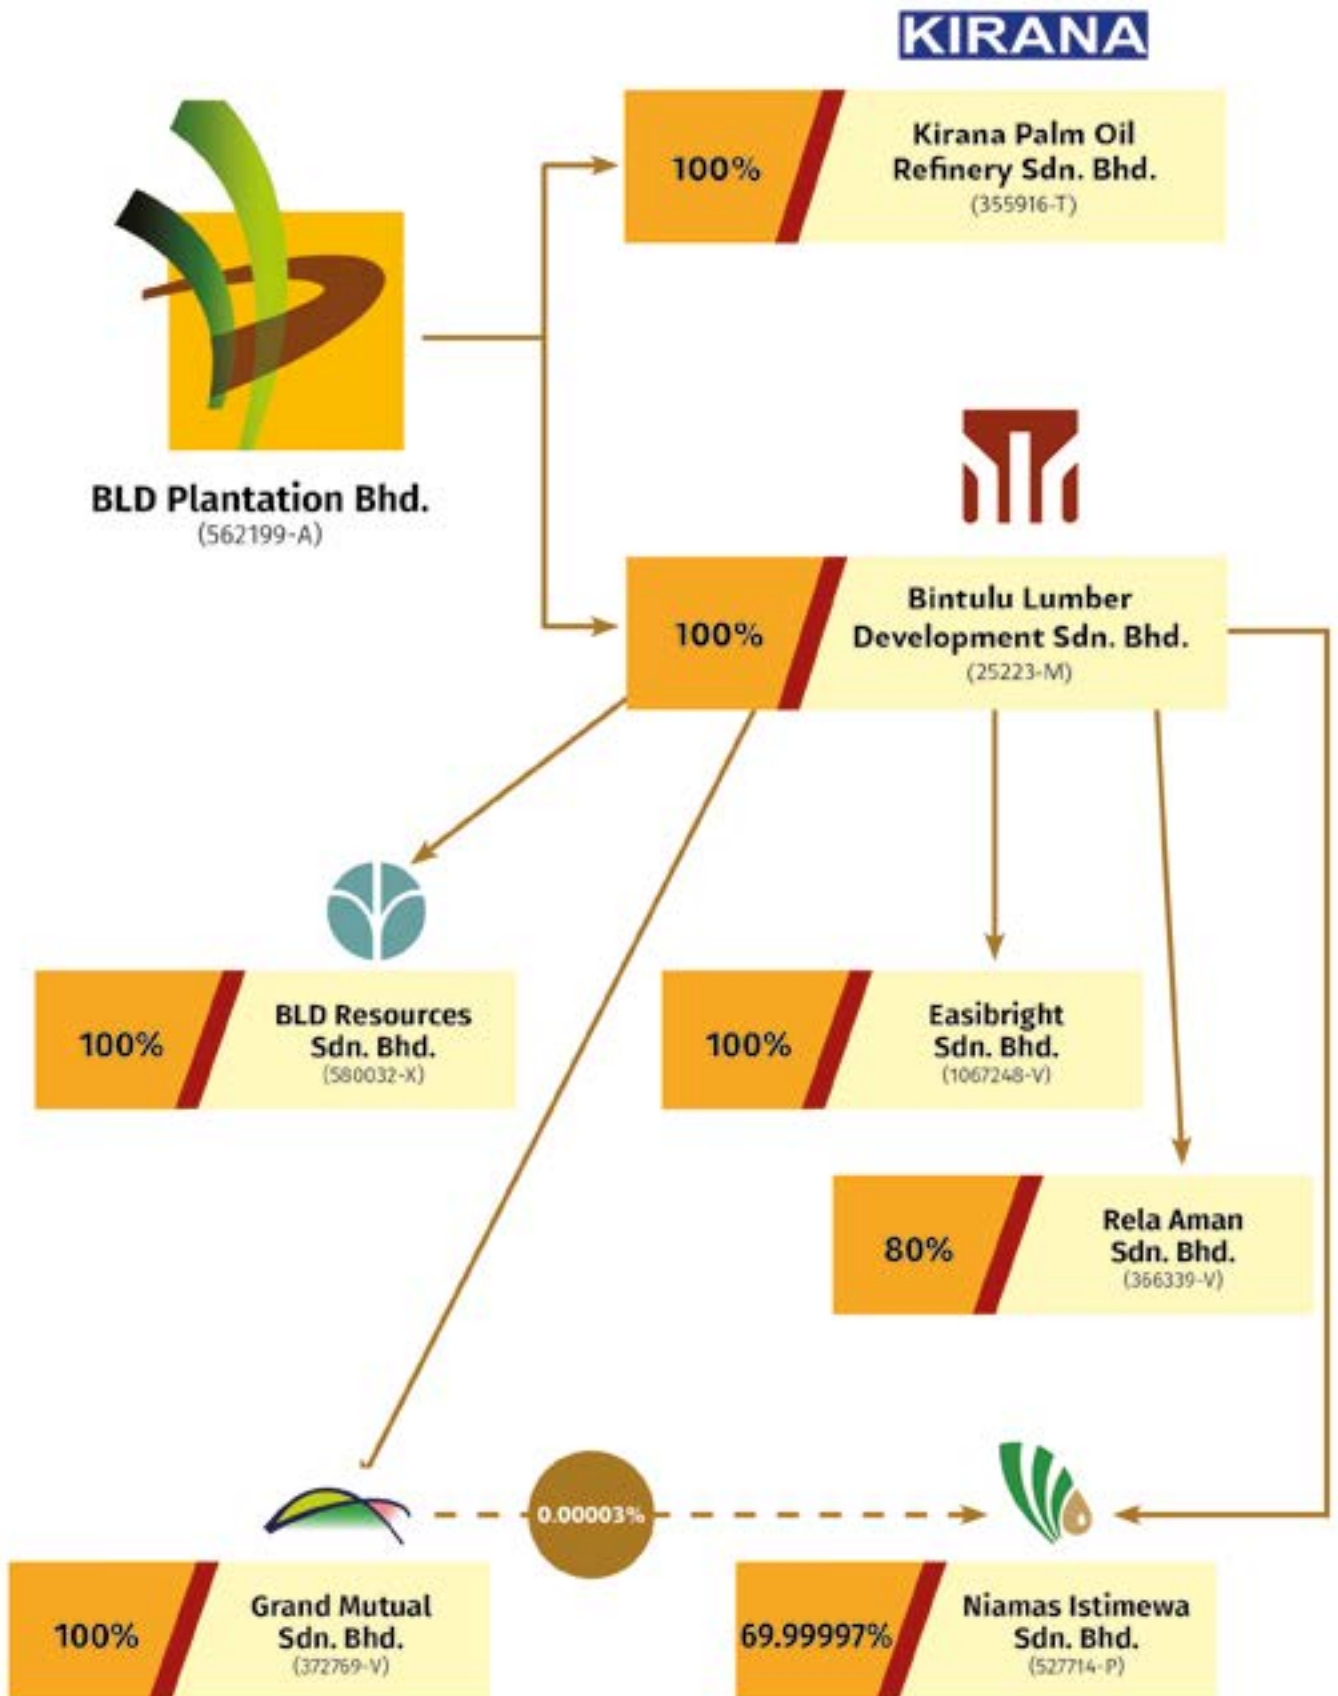 KIRANA
100%
Kirana Palm Oil
Refinery Sdn. Bhd.
(355916-T)
BLD Plantation Bhd.
(562199-A)
100%
Bintulu Lumber
Development Sdn. Bhd.
(25223-M)
100%
BLD Resources
Sdn. Bhd.
(580032-X)
100%
Easibright
Sdn. Bhd.
(1067248-V)
80%
Rela Aman
Sdn. Bhd.
(366339-V)
0.00003%
100%
Grand Mutual
Sdn. Bhd.
(372769-V)
69.99997%
Niamas Istimewa
Sdn. Bhd.
(527714-P)